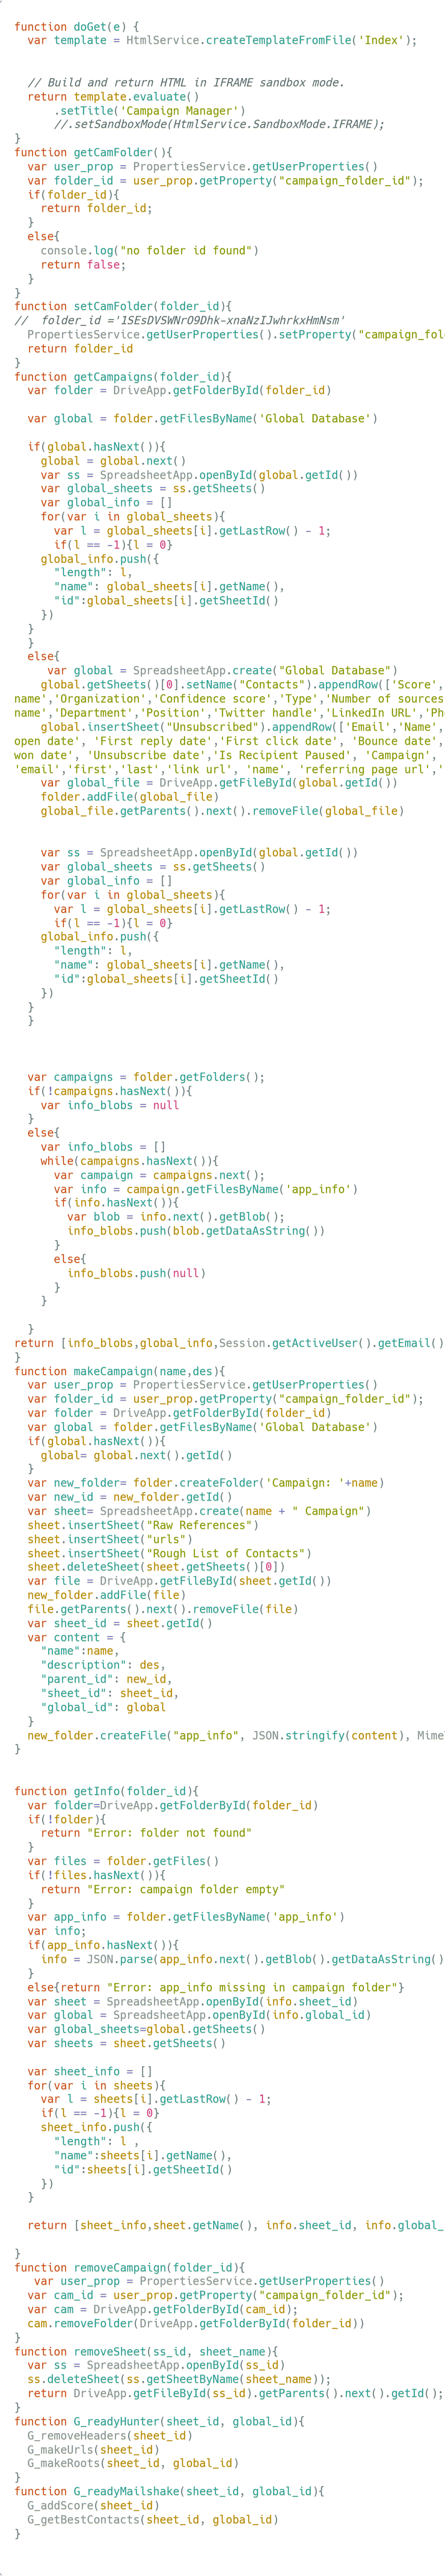 function doGet(e) {
  var template = HtmlService.createTemplateFromFile('Index');
  // Build and return HTML in IFRAME sandbox mode.
  return template.evaluate()
      .setTitle('Campaign Manager')
      //.setSandboxMode(HtmlService.SandboxMode.IFRAME);
}
function getCamFolder(){
  var user_prop = PropertiesService.getUserProperties()
  var folder_id = user_prop.getProperty("campaign_folder_id");
  if(folder_id){
    return folder_id;
  }
  else{
    console.log("no folder id found")
    return false;
  }
}
function setCamFolder(folder_id){
//  folder_id ='1SEsDVSWNrO9Dhk-xnaNzIJwhrkxHmNsm'
  PropertiesService.getUserProperties().setProperty("campaign_fol
  return folder_id
}
function getCampaigns(folder_id){
  var folder = DriveApp.getFolderById(folder_id)
  var global = folder.getFilesByName('Global Database')
  if(global.hasNext()){
    global = global.next()
    var ss = SpreadsheetApp.openById(global.getId())
    var global_sheets = ss.getSheets()
    var global_info = []
    for(var i in global_sheets){
      var l = global_sheets[i].getLastRow() - 1;
      if(l == -1){l = 0}
    global_info.push({
      "length": l,
      "name": global_sheets[i].getName(),
      "id":global_sheets[i].getSheetId()
    })
  }
  }
  else{
     var global = SpreadsheetApp.create("Global Database")
    global.getSheets()[0].setName("Contacts").appendRow(['Score',
name','Organization','Confidence score','Type','Number of sources
name','Department','Position','Twitter handle','LinkedIn URL','Ph
    global.insertSheet("Unsubscribed").appendRow(['Email','Name',
open date', 'First reply date','First click date', 'Bounce date',
won date', 'Unsubscribe date','Is Recipient Paused', 'Campaign',
'email','first','last','link url', 'name', 'referring page url','
    var global_file = DriveApp.getFileById(global.getId())
    folder.addFile(global_file)
    global_file.getParents().next().removeFile(global_file)
    var ss = SpreadsheetApp.openById(global.getId())
    var global_sheets = ss.getSheets()
    var global_info = []
    for(var i in global_sheets){
      var l = global_sheets[i].getLastRow() - 1;
      if(l == -1){l = 0}
    global_info.push({
      "length": l,
      "name": global_sheets[i].getName(),
      "id":global_sheets[i].getSheetId()
    })
  }
  }
  var campaigns = folder.getFolders();
  if(!campaigns.hasNext()){
    var info_blobs = null
  }
  else{
    var info_blobs = []
    while(campaigns.hasNext()){
      var campaign = campaigns.next();
      var info = campaign.getFilesByName('app_info')
      if(info.hasNext()){
        var blob = info.next().getBlob();
        info_blobs.push(blob.getDataAsString())
      }
      else{
        info_blobs.push(null)
      }
    }
  }
return [info_blobs,global_info,Session.getActiveUser().getEmail()
}
function makeCampaign(name,des){
  var user_prop = PropertiesService.getUserProperties()
  var folder_id = user_prop.getProperty("campaign_folder_id");
  var folder = DriveApp.getFolderById(folder_id)
  var global = folder.getFilesByName('Global Database')
  if(global.hasNext()){
    global= global.next().getId()
  }
  var new_folder= folder.createFolder('Campaign: '+name)
  var new_id = new_folder.getId()
  var sheet= SpreadsheetApp.create(name + " Campaign")
  sheet.insertSheet("Raw References")
  sheet.insertSheet("urls")
  sheet.insertSheet("Rough List of Contacts")
  sheet.deleteSheet(sheet.getSheets()[0])
  var file = DriveApp.getFileById(sheet.getId())
  new_folder.addFile(file)
  file.getParents().next().removeFile(file)
  var sheet_id = sheet.getId()
  var content = {
    "name":name,
    "description": des,
    "parent_id": new_id,
    "sheet_id": sheet_id,
    "global_id": global
  }
  new_folder.createFile("app_info", JSON.stringify(content), Mime
}
function getInfo(folder_id){
  var folder=DriveApp.getFolderById(folder_id)
  if(!folder){
    return "Error: folder not found"
  }
  var files = folder.getFiles()
  if(!files.hasNext()){
    return "Error: campaign folder empty"
  }
  var app_info = folder.getFilesByName('app_info')
  var info;
  if(app_info.hasNext()){
    info = JSON.parse(app_info.next().getBlob().getDataAsString()
  }
  else{return "Error: app_info missing in campaign folder"}
  var sheet = SpreadsheetApp.openById(info.sheet_id)
  var global = SpreadsheetApp.openById(info.global_id)
  var global_sheets=global.getSheets()
  var sheets = sheet.getSheets()
  var sheet_info = []
  for(var i in sheets){
    var l = sheets[i].getLastRow() - 1;
    if(l == -1){l = 0}
    sheet_info.push({
      "length": l ,
      "name":sheets[i].getName(),
      "id":sheets[i].getSheetId()
    })
  }
  return [sheet_info,sheet.getName(), info.sheet_id, info.global_
}
function removeCampaign(folder_id){
   var user_prop = PropertiesService.getUserProperties()
  var cam_id = user_prop.getProperty("campaign_folder_id");
  var cam = DriveApp.getFolderById(cam_id);
  cam.removeFolder(DriveApp.getFolderById(folder_id))
}
function removeSheet(ss_id, sheet_name){
  var ss = SpreadsheetApp.openById(ss_id)
  ss.deleteSheet(ss.getSheetByName(sheet_name));
  return DriveApp.getFileById(ss_id).getParents().next().getId();
}
function G_readyHunter(sheet_id, global_id){
  G_removeHeaders(sheet_id)
  G_makeUrls(sheet_id)
  G_makeRoots(sheet_id, global_id)
}
function G_readyMailshake(sheet_id, global_id){
  G_addScore(sheet_id)
  G_getBestContacts(sheet_id, global_id)
}